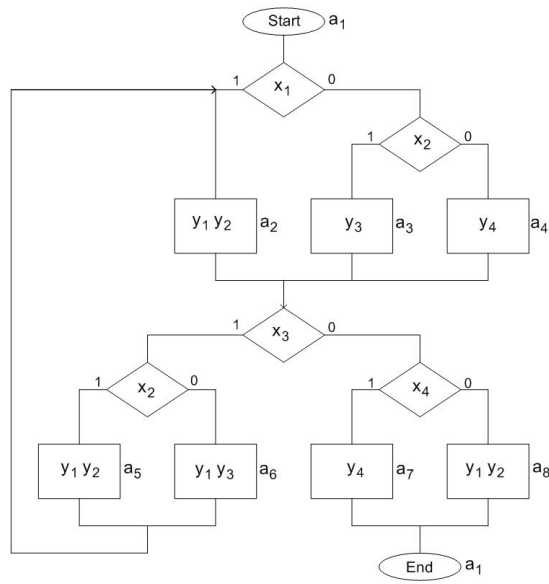 Start a₁
1 x₁ 0
1 x₂ 0
y₁ y₂ a₂ y₃ a₃ y₄ a₄
1 x₃ 0
1 x₂ 0 1 x₄ 0
y₁ y₂ a₅ y₁ y₃ a₆ y₄ a₇ y₁ y₂ a₈
End a₁